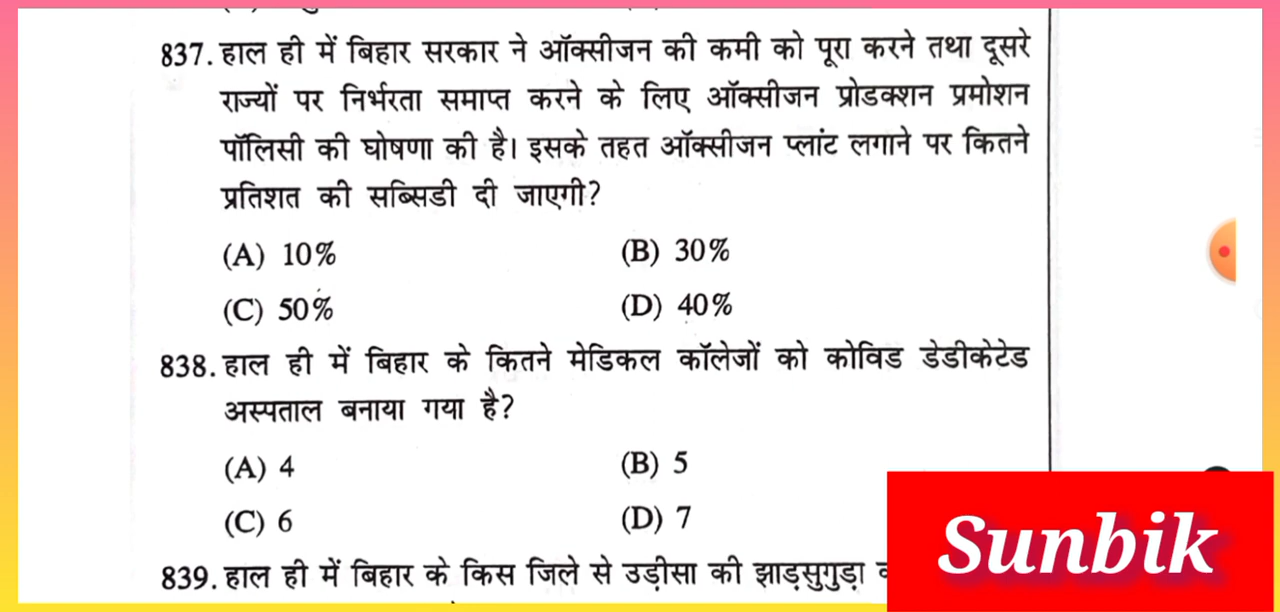 837. हाल ही में बिहार सरकार ने ऑक्सीजन की कमी को पूरा करने तथा दूसरे
राज्यों पर निर्भरता समाप्त करने के लिए ऑक्सीजन प्रोडक्शन प्रमोशन
पॉलिसी की घोषणा की है। इसके तहत ऑक्सीजन प्लांट लगाने पर कितने
प्रतिशत की सब्सिडी दी जाएगी?
(A) 10% (B) 30%
(C) 50% (D) 40%
838. हाल ही में बिहार के कितने मेडिकल कॉलेजों को कोविड डेडीकेटेड
अस्पताल बनाया गया है?
(A) 4 (B) 5
(C) 6 (D) 7
839. हाल ही में बिहार के किस जिले से उड़ीसा की झाड़सुगुड़ा
Sunbik